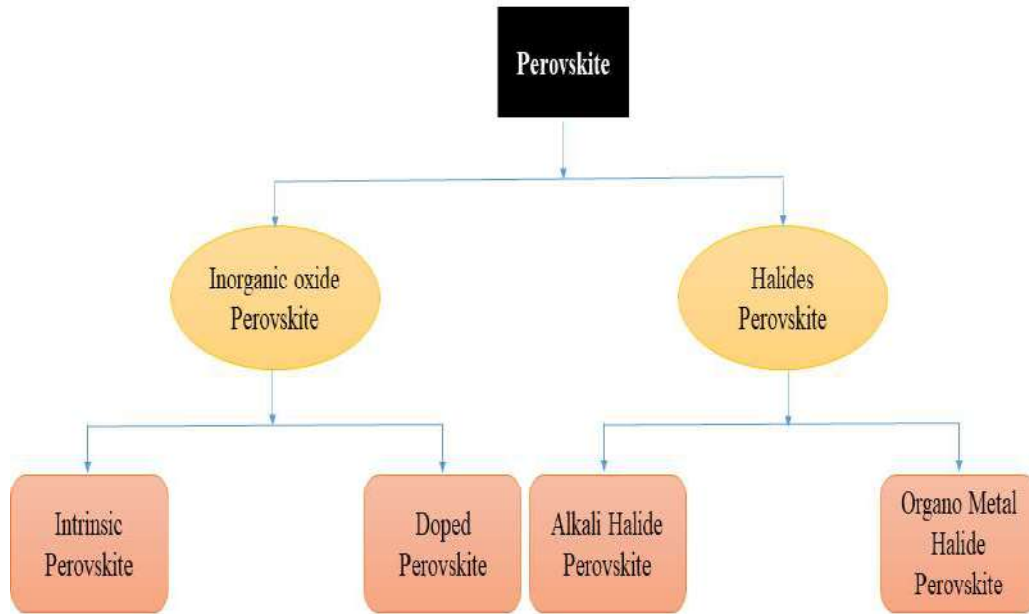 Perovskite
Inorganic oxide
Perovskite
Halides
Perovskite
Intrinsic
Perovskite
Doped
Perovskite
Alkali Halide
Perovskite
Organo Metal
Halide
Perovskite